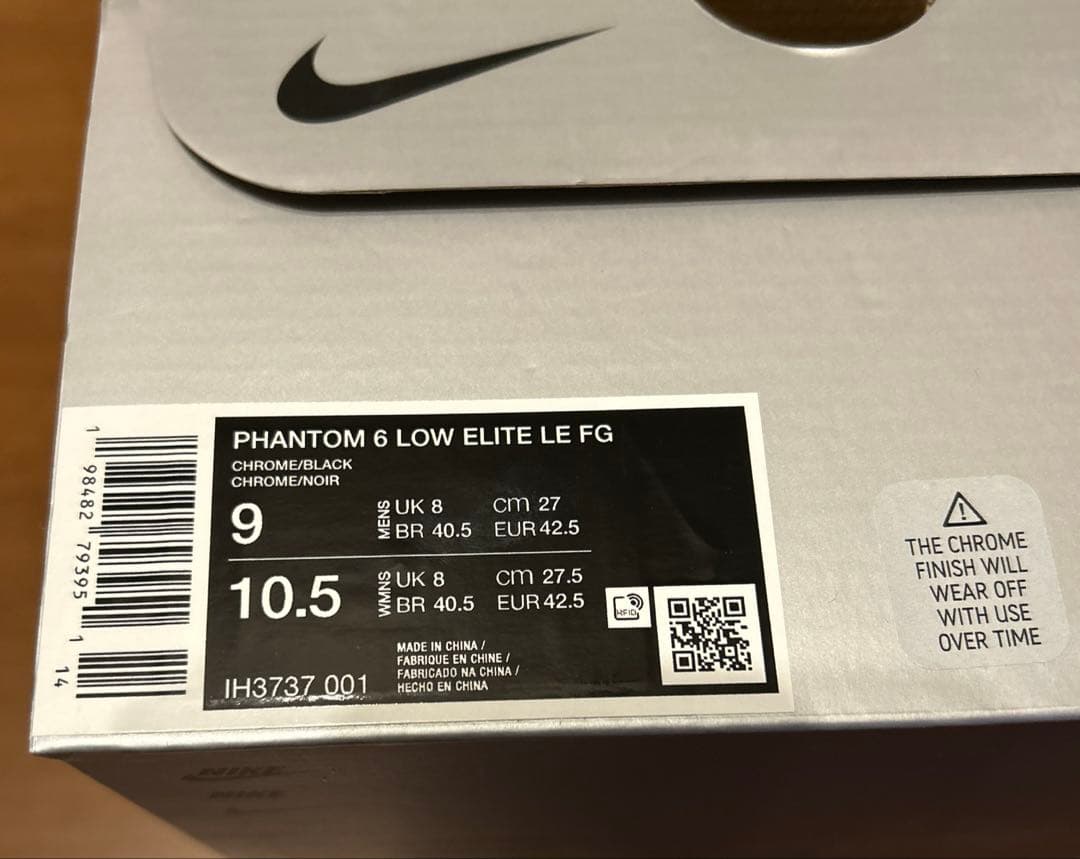 PHANTOM 6 LOW ELITE LE FG
CHROME/BLACK
CHROME/NOIR
9
MENS
UK 8 cm 27
BR 40.5 EUR 42.5
10.5
WMNS
UK 8 cm 27.5
BR 40.5 EUR 42.5
RFID
MADE IN CHINA /
FABRIQUE EN CHINE /
FABRICADO NA CHINA /
HECHO EN CHINA
IH3737 001
1 98482 79395 1 14
THE CHROME
FINISH WILL
WEAR OFF
WITH USE
OVER TIME
NIKE